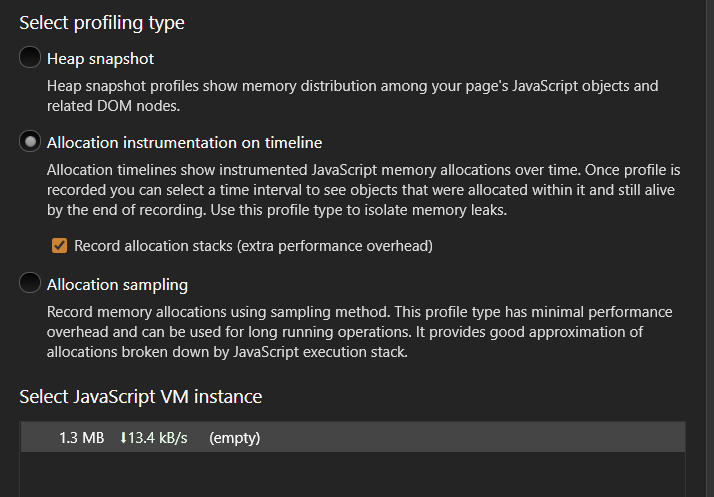 Select profiling type
Heap snapshot
Heap snapshot profiles show memory distribution among your page's JavaScript objects and
related DOM nodes.
Allocation instrumentation on timeline
Allocation timelines show instrumented JavaScript memory allocations over time. Once profile is
recorded you can select a time interval to see objects that were allocated within it and still alive
by the end of recording. Use this profile type to isolate memory leaks.
Record allocation stacks (extra performance overhead)
Allocation sampling
Record memory allocations using sampling method. This profile type has minimal performance
overhead and can be used for long running operations. It provides good approximation of
allocations broken down by JavaScript execution stack.
Select JavaScript VM instance
1.3 MB ⬇13.4 kB/s (empty)